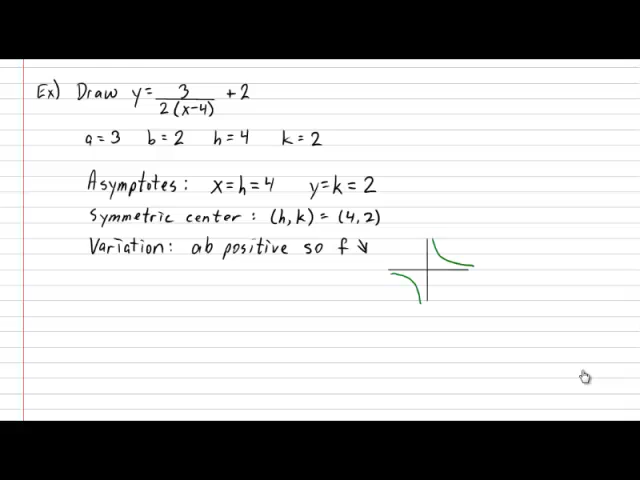 Ex) Draw y= 3/2(x-4) +2
a=3 b=2 h=4 k=2
Asymptotes: x=h=4 y=k=2
Symmetric center: (h,k)=(4,2)
Variation: ab positive so f ↘